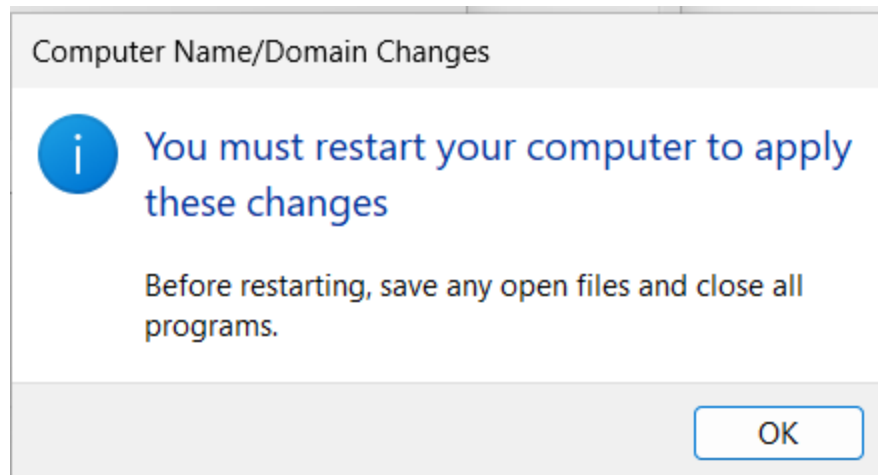 Computer Name/Domain Changes
You must restart your computer to apply
these changes
Before restarting, save any open files and close all
programs.
OK